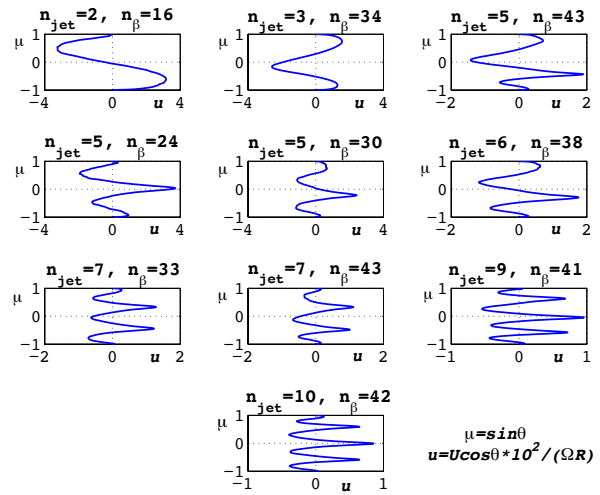 n_jet=2, n_β=16 n_jet=3, n_β=34 n_jet=5, n_β=43
μ 1 0 −1 −4 0 u 4
μ 1 0 −1 −4 0 u 4
μ 1 0 −1 −2 0 u 2
n_jet=5, n_β=24 n_jet=5, n_β=30 n_jet=6, n_β=38
μ 1 0 −1 −4 0 u 4
μ 1 0 −1 −4 0 u 4
μ 1 0 −1 −4 0 u 4
n_jet=7, n_β=33 n_jet=7, n_β=43 n_jet=9, n_β=41
μ 1 0 −1 −2 0 u 2
μ 1 0 −1 −2 0 u 2
μ 1 0 −1 −1 0 u 1
n_jet=10, n_β=42
μ 1 0 −1 −1 0 u 1
μ=sinθ
u=Ucosθ*10^2/(ΩR)